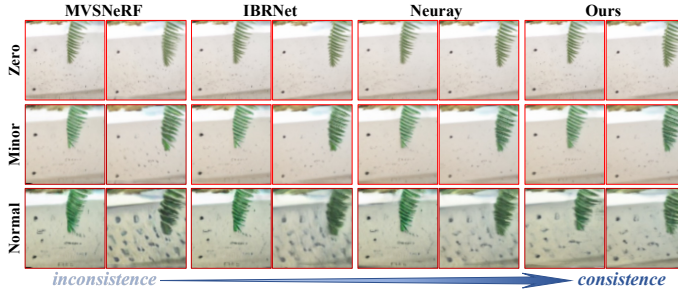 MVSNeRF IBRNet Neuray Ours
Zero
Minor
Normal
inconsistence consistence